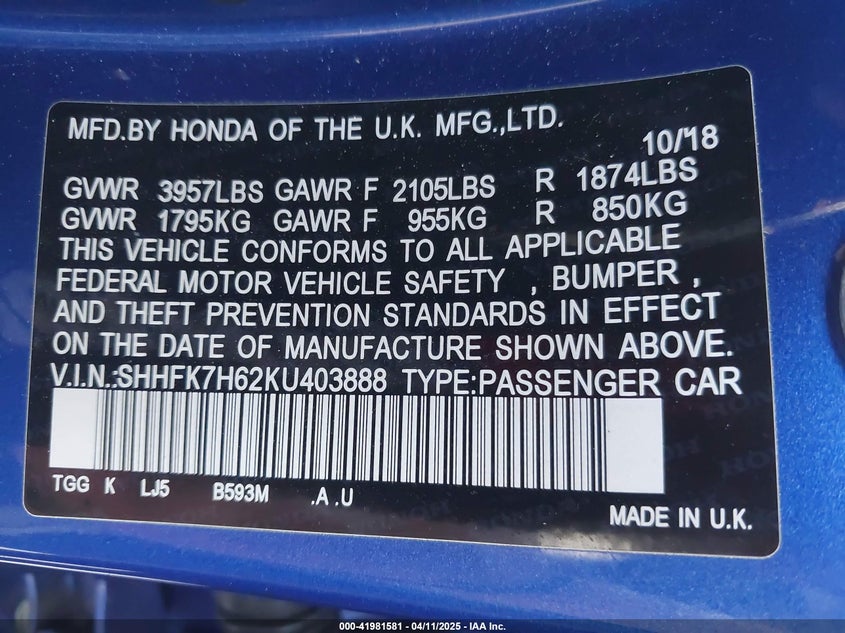 MFD.BY HONDA OF THE U.K. MFG.,LTD.
10/'18
GVWR 3957LBS GAWR F 2105LBS R 1874LBS
GVWR 1795KG GAWR F 955KG R 850KG
THIS VEHICLE CONFORMS TO ALL APPLICABLE
FEDERAL MOTOR VEHICLE SAFETY , BUMPER ,
AND THEFT PREVENTION STANDARDS IN EFFECT
ON THE DATE OF MANUFACTURE SHOWN ABOVE.
V.I.N.:SHHFK7H62KU403888 TYPE:PASSENGER CAR
TGG K LJ5 B593M .A .U
MADE IN U.K.
000-41981581 | 04/11/2025 - IAA Inc.